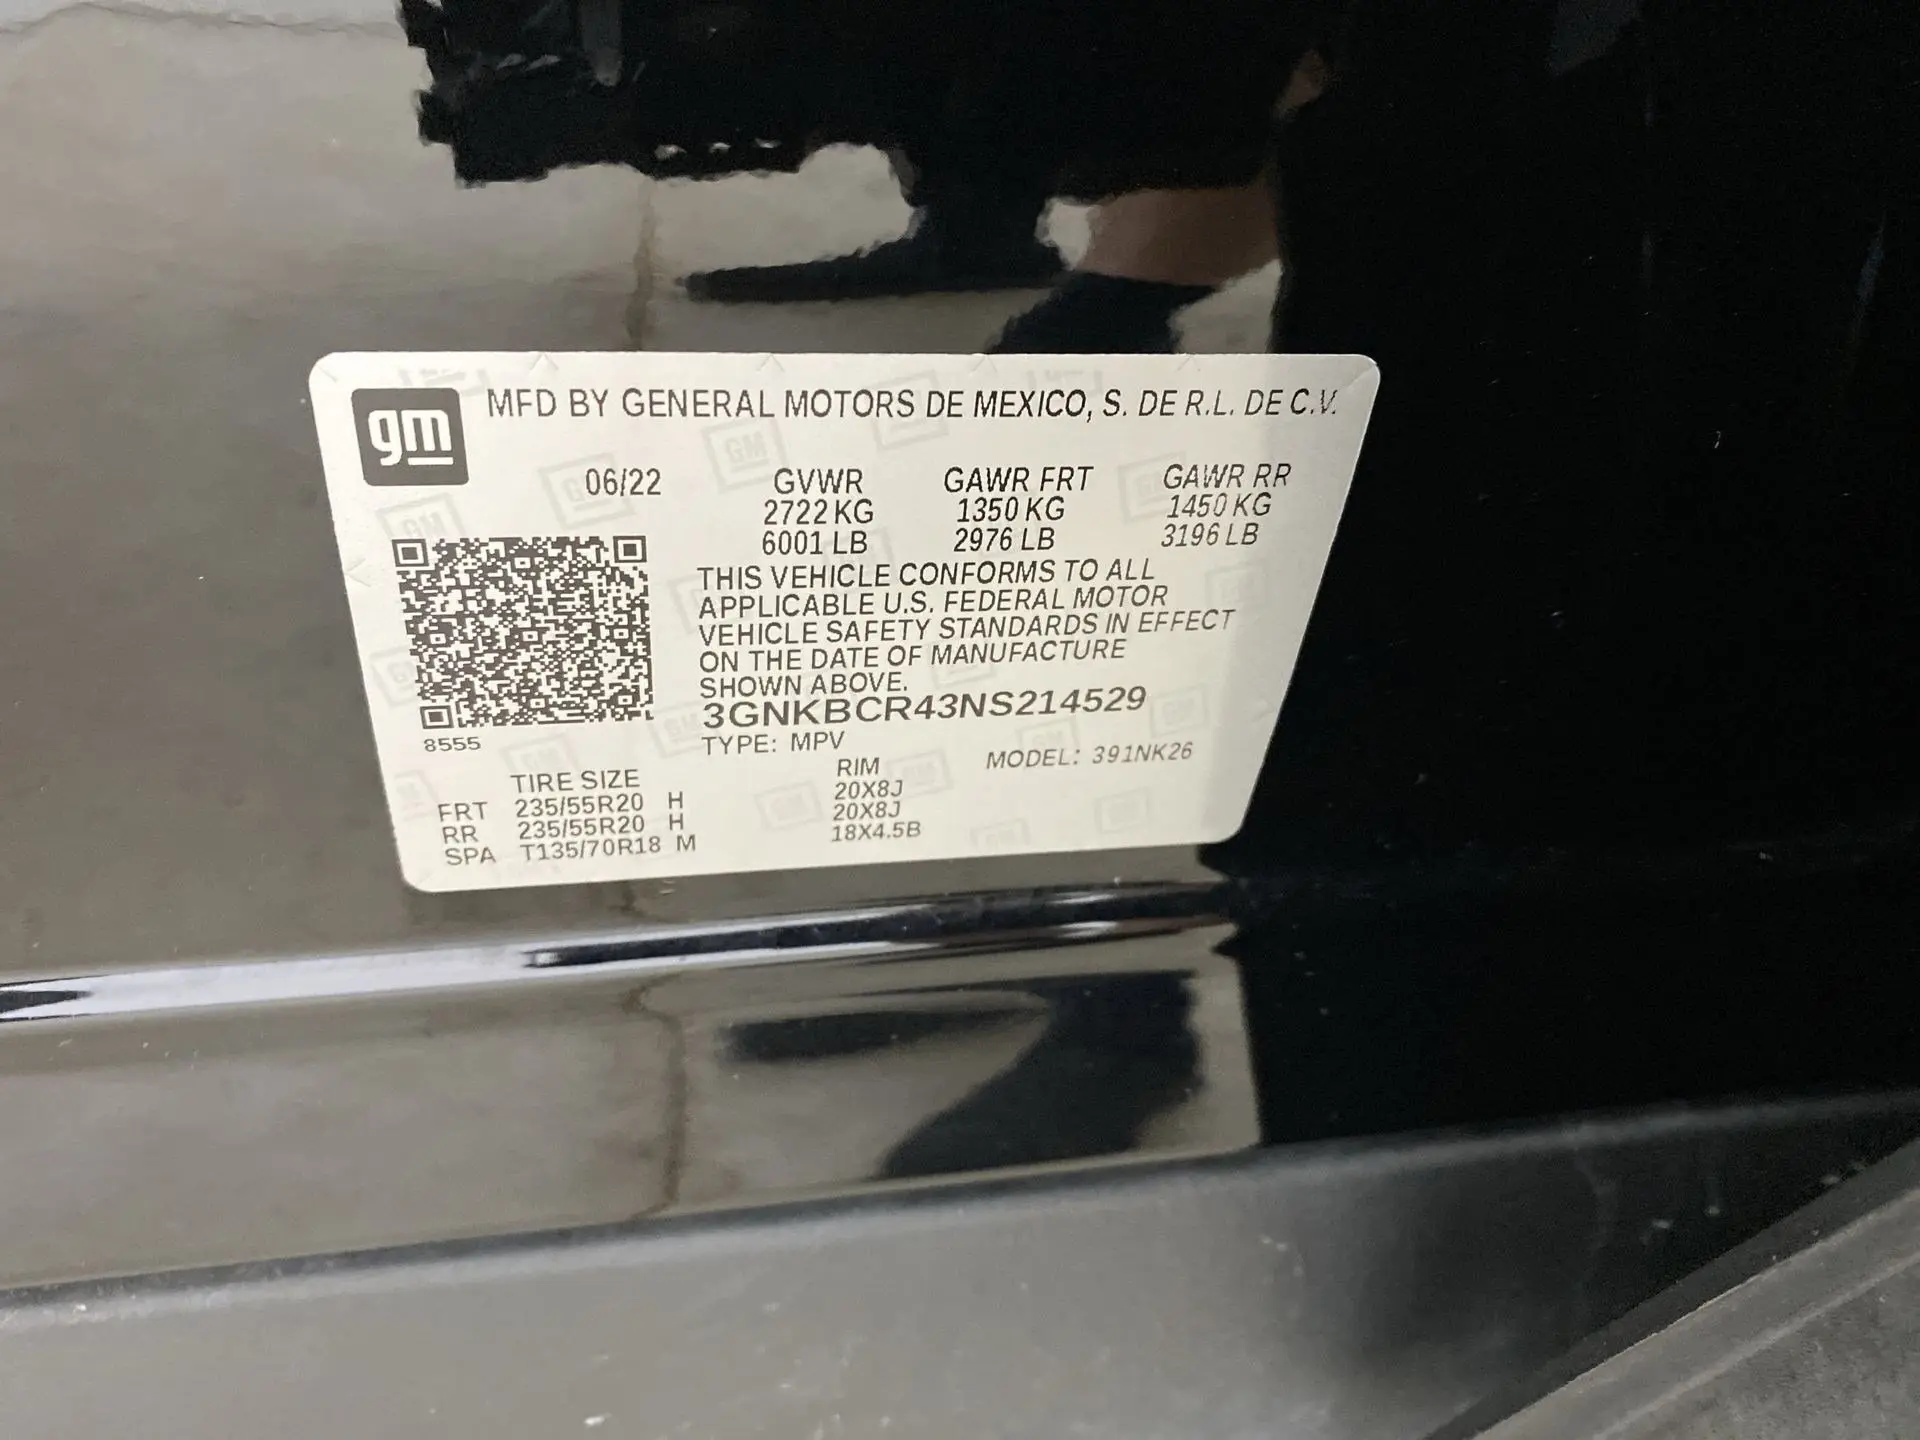 gm
MFD BY GENERAL MOTORS DE MEXICO, S. DE R.L. DE C.V.
06/22 GVWR GAWR FRT GAWR RR
2722 KG 1350 KG 1450 KG
6001 LB 2976 LB 3196 LB
THIS VEHICLE CONFORMS TO ALL
APPLICABLE U.S. FEDERAL MOTOR
VEHICLE SAFETY STANDARDS IN EFFECT
ON THE DATE OF MANUFACTURE
SHOWN ABOVE.
3GNKBCR43NS214529
8555
TYPE: MPV MODEL: 391NK26
TIRE SIZE RIM
FRT 235/55R20 H 20X8J
RR 235/55R20 H 20X8J
SPA T135/70R18 M 18X4.5B